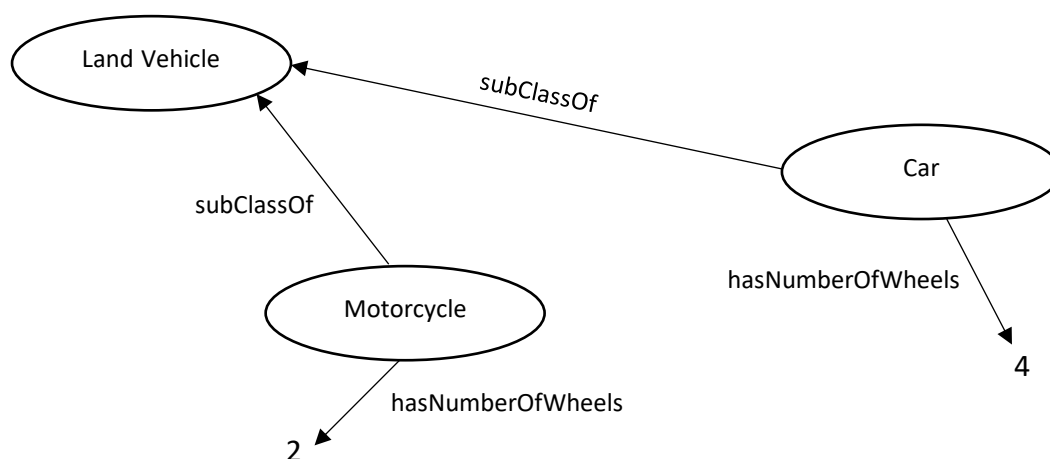 Land Vehicle
subClassOf
Car
subClassOf
hasNumberOfWheels
Motorcycle
4
hasNumberOfWheels
2